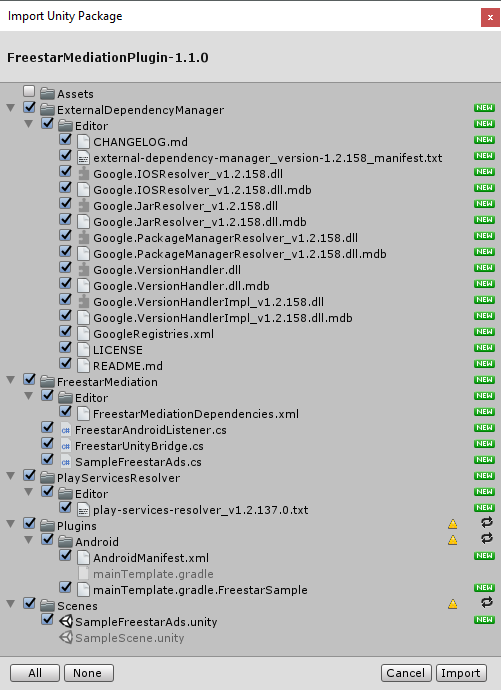 Import Unity Package
x
FreestarMediationPlugin-1.1.0
Assets
ExternalDependencyManager NEW
Editor NEW
CHANGELOG.md NEW
external-dependency-manager_version-1.2.158_manifest.txt NEW
Google.IOSResolver_v1.2.158.dll NEW
Google.IOSResolver_v1.2.158.dll.mdb NEW
Google.JarResolver_v1.2.158.dll NEW
Google.JarResolver_v1.2.158.dll.mdb NEW
Google.PackageManagerResolver_v1.2.158.dll NEW
Google.PackageManagerResolver_v1.2.158.dll.mdb NEW
Google.VersionHandler.dll NEW
Google.VersionHandler.dll.mdb NEW
Google.VersionHandlerImpl_v1.2.158.dll NEW
Google.VersionHandlerImpl_v1.2.158.dll.mdb NEW
GoogleRegistries.xml NEW
LICENSE NEW
README.md NEW
FreestarMediation NEW
Editor NEW
FreestarMediationDependencies.xml NEW
C# FreestarAndroidListener.cs NEW
C# FreestarUnityBridge.cs NEW
C# SampleFreestarAds.cs NEW
PlayServicesResolver NEW
Editor NEW
play-services-resolver_v1.2.137.0.txt NEW
Plugins
Android
AndroidManifest.xml NEW
mainTemplate.gradle
mainTemplate.gradle.FreestarSample NEW
Scenes
SampleFreestarAds.unity NEW
SampleScene.unity
All None Cancel Import